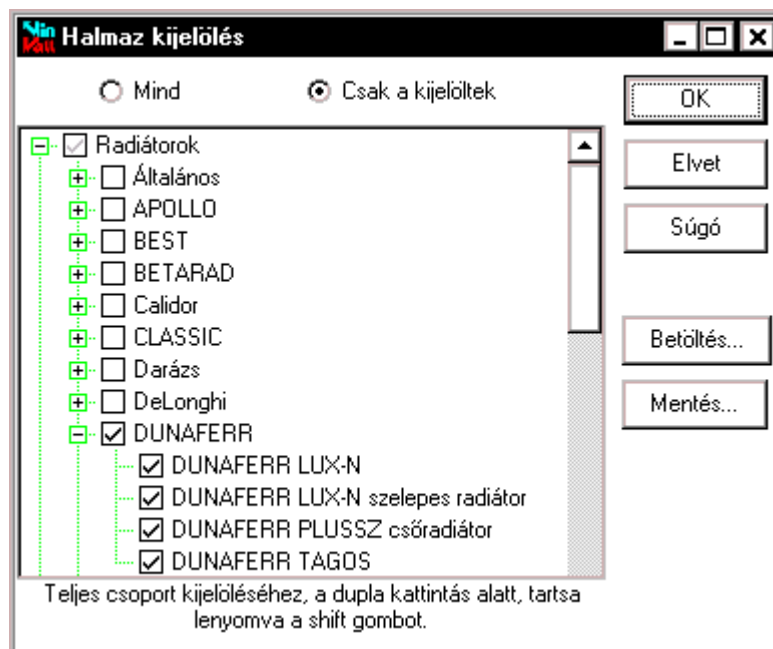 Win
Watt
Halmaz kijelölés
Mind
Csak a kijelöltek
OK
Radiátorok
Általános
Elvet
APOLLO
BEST
Súgó
BETARAD
Calidor
CLASSIC
Betöltés...
Darázs
DeLonghi
Mentés...
DUNAFERR
DUNAFERR LUX-N
DUNAFERR LUX-N szelepes radiátor
DUNAFERR PLUSSZ csőradiátor
DUNAFERR TAGOS
Teljes csoport kijelöléséhez, a dupla kattintás alatt, tartsa
lenyomva a shift gombot.